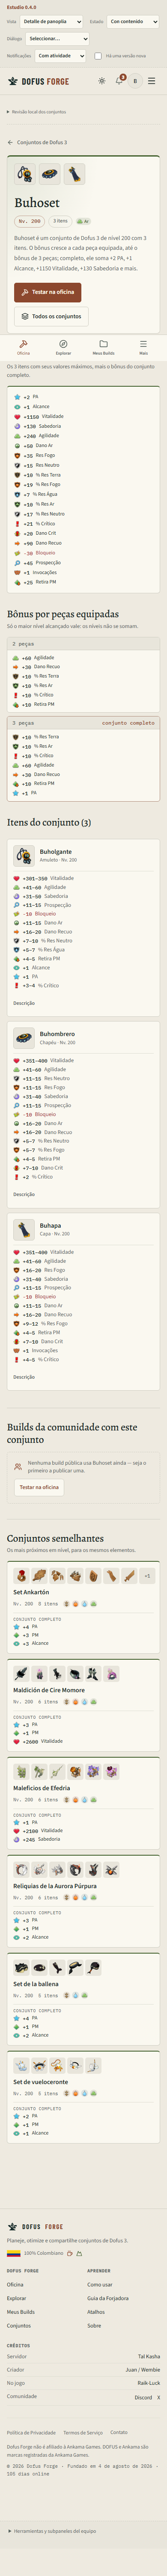 Estudio 0.4.0
Vista Detalle de panoplia Estado Con contenido
Diálogo Seleccionar...
Notificações Com actividade Há uma versão nova
DOFUS FORGE 3 B
Revisão local dos conjuntos
Conjuntos de Dofus 3
Buhoset
Nv. 200 3 itens Ar
Buhoset é um conjunto de Dofus 3 de nível 200 com 3
itens. O bônus cresce a cada peça equipada e,
completo, ele soma +2 PA, +1
Alcance, +1150 Vitalidade, +130 Sabedoria e mais.
Testar na oficina
Todos os conjuntos
Oficina Explorar Meus Builds Mais
Os 3 itens com seus valores máximos, mais o bônus do conjunto
completo.
+2 PA
+1 Alcance
+1150 Vitalidade
+130 Sabedoria
+240 Agilidade
+50 Dano Ar
+35 Res Fogo
+15 Res Neutro
+10 % Res Terra
+19 % Res Fogo
+7 % Res Água
+10 % Res Ar
+17 % Res Neutro
+21 % Crítico
+20 Dano Crit
+90 Dano Recuo
-30 Bloqueio
+45 Prospecção
+1 Invocações
+25 Retira PM
Bônus por peças equipadas
Só o maior nível alcançado vale: os níveis não se somam.
2 peças
+60 Agilidade
+30 Dano Recuo
+10 % Res Terra
+10 % Res Ar
+10 % Crítico
+10 Retira PM
3 peças conjunto completo
+10 % Res Terra
+10 % Res Ar
+10 % Crítico
+60 Agilidade
+30 Dano Recuo
+10 Retira PM
+1 PA
Itens do conjunto (3)
Buholgante
Amuleto · Nv. 200
+301-350 Vitalidade
+41-60 Agilidade
+31-50 Sabedoria
+11-15 Prospecção
-10 Bloqueio
+11-15 Dano Ar
+16-20 Dano Recuo
+7-10 % Res Neutro
+5-7 % Res Água
+4-5 Retira PM
+1 Alcance
+1 PA
+3-4 % Crítico
Descrição
Buhombrero
Chapéu · Nv. 200
+351-400 Vitalidade
+41-60 Agilidade
+11-15 Res Neutro
+11-15 Res Fogo
+11-15 Prospecção
+31-40 Sabedoria
-10 Bloqueio
+16-20 Dano Ar
+16-20 Dano Recuo
+5-7 % Res Neutro
+5-7 % Res Fogo
+4-5 Retira PM
+7-10 Dano Crit
+2 % Crítico
Descrição
Buhapa
Capa · Nv. 200
+351-400 Vitalidade
+41-60 Agilidade
+16-20 Res Fogo
+31-40 Sabedoria
+11-15 Prospecção
-10 Bloqueio
+11-15 Dano Ar
+16-20 Dano Recuo
+9-12 % Res Fogo
+4-5 Retira PM
+7-10 Dano Crit
+1 Invocações
+4-5 % Crítico
Descrição
Builds da comunidade com este
conjunto
Nenhuma build pública usa Buhoset ainda — seja o
primeiro a publicar uma.
Testar na oficina
Conjuntos semelhantes
Os mais próximos em nível, para os mesmos elementos.
+1
Set Ankartón
Nv. 200 8 itens
CONJUNTO COMPLETO
+4 PA
+3 PM
+3 Alcance
Maldición de Cire Momore
Nv. 200 6 itens
CONJUNTO COMPLETO
+3 PA
+1 PM
+2600 Vitalidade
Maleficios de Efedria
Nv. 200 6 itens
CONJUNTO COMPLETO
+1 PA
+2100 Vitalidade
+245 Sabedoria
Reliquias de la Aurora Púrpura
Nv. 200 6 itens
CONJUNTO COMPLETO
+3 PA
+1 PM
+2 Alcance
Set de la ballena
Nv. 200 5 itens
CONJUNTO COMPLETO
+4 PA
+1 PM
+2 Alcance
Set de vueloceronte
Nv. 200 5 itens
CONJUNTO COMPLETO
+2 PA
+1 PM
+1 Alcance
DOFUS FORGE
Planeje, otimize e compartilhe conjuntos de Dofus 3.
100% Colombiano
DOFUS FORGE APRENDER
Oficina Como usar
Explorar Guia da Forjadora
Meus Builds Atalhos
Conjuntos Sobre
CRÉDITOS
Servidor Tal Kasha
Criador Juan / Wembie
No jogo Raik-Luck
Comunidade Discord X
Política de Privacidade Termos de Serviço Contato
Dofus Forge não é afiliado à Ankama Games. DOFUS e Ankama são
marcas registradas da Ankama Games.
© 2026 Dofus Forge · Fundado em 4 de agosto de 2026 ·
Herramientas y subpaneles del equipo